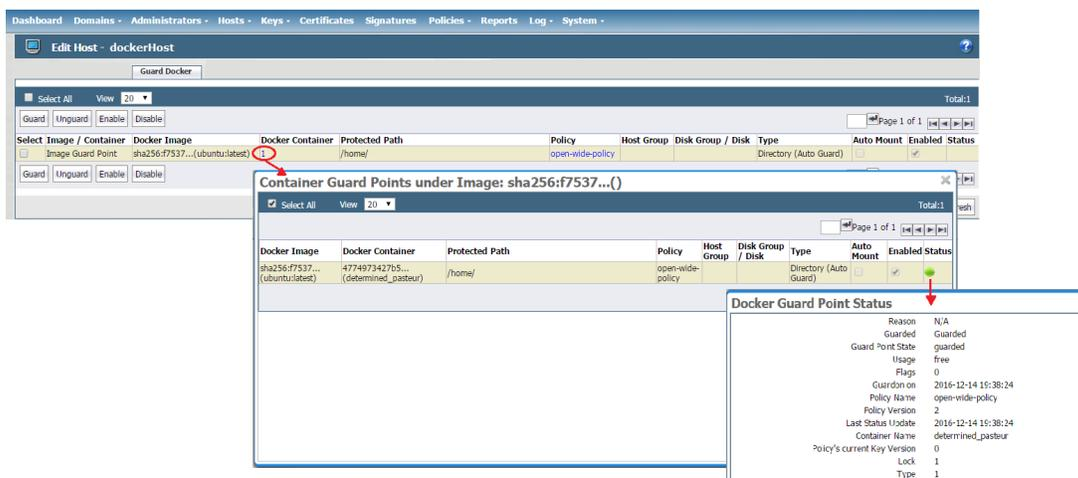 Dashboard Domains Administrators Hosts Keys Certificates Signatures Policies Reports Log System
Edit Host - dockerHost ?
Guard Docker
Select All View 20 Total:1
Guard Unguard Enable Disable Page 1 of 1
Select Image / Container Docker Image Docker Container Protected Path Policy Host Group Disk Group / Disk Type Auto Mount Enabled Status
Image Guard Point sha256:f7537...(ubuntu:latest) 1 /home/ open-wide-policy Directory (Auto Guard)
Guard Unguard Enable Disable
resh
Container Guard Points under Image: sha256:f7537...()
Select All View 20 Total:1
Page 1 of 1
Docker Image Docker Container Protected Path Policy Host Group Disk Group / Disk Type Auto Mount Enabled Status
sha256:f7537... (ubuntu:latest) 4774973427b5... (determined_pasteur) /home/ open-wide-policy Directory (Auto Guard)
Docker Guard Point Status
Reason N/A
Guarded Guarded
Guard Point State guarded
Usage free
Flags 0
Guardon on 2016-12-14 19:38:24
Policy Name open-wide-policy
Policy Version 2
Last Status Update 2016-12-14 19:38:24
Container Name determined_pasteur
Policy's current Key Version 0
Lock 1
Type 1